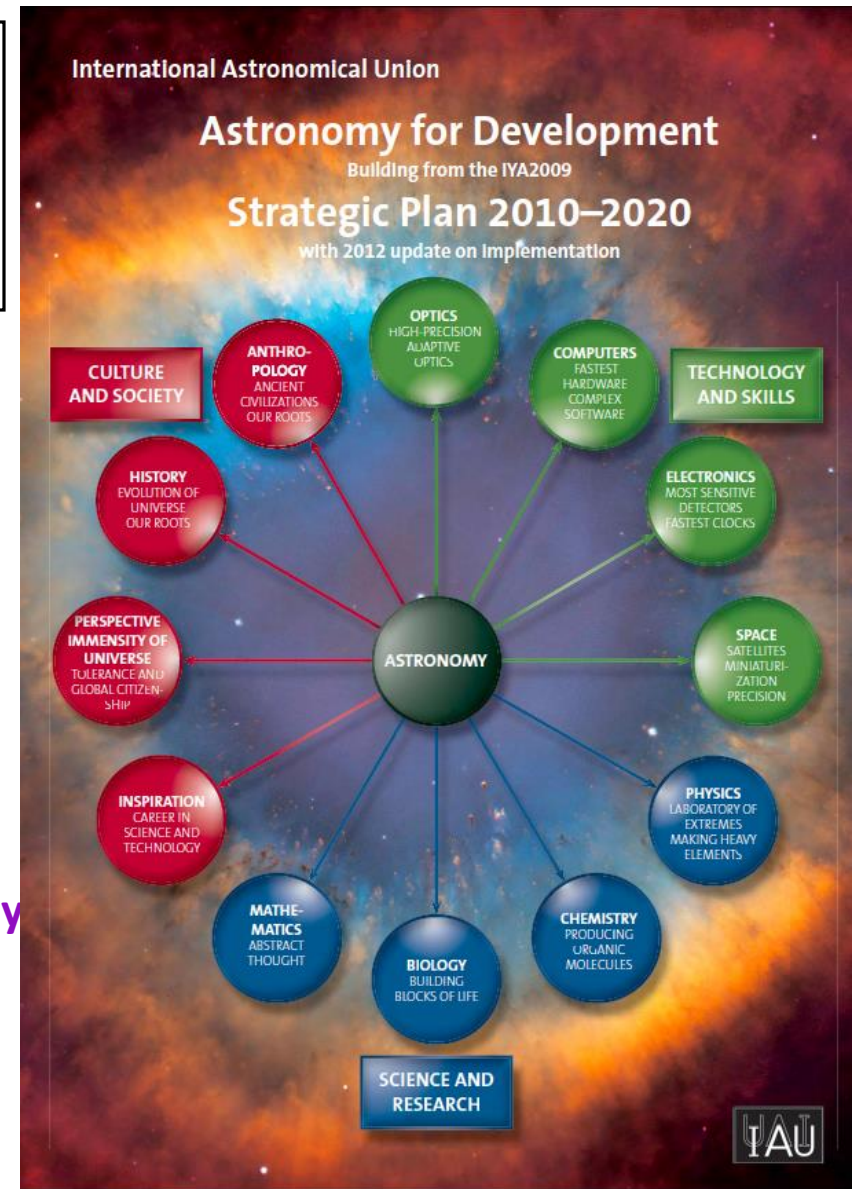 International Astronomical Union
Astronomy for Development
Building from the IYA2009
Strategic Plan 2010–2020
with 2012 update on implementation
CULTURE
AND SOCIETY
ANTHRO-
POLOGY
ANCIENT
CIVILIZATIONS
OUR ROOTS
OPTICS
HIGH-PRECISION
ADAPTIVE
OPTICS
COMPUTERS
FASTEST
HARDWARE
COMPLEX
SOFTWARE
TECHNOLOGY
AND SKILLS
HISTORY
EVOLUTION OF
UNIVERSE
OUR ROOTS
ELECTRONICS
MOST SENSITIVE
DETECTORS
FASTEST CLOCKS
PERSPECTIVE
IMMENSITY OF
UNIVERSE
TOLERANCE AND
GLOBAL CITIZEN-
SHIP
ASTRONOMY
SPACE
SATELLITES
MINIATURI-
ZATION
PRECISION
INSPIRATION
CAREER IN
SCIENCE AND
TECHNOLOGY
PHYSICS
LABORATORY OF
EXTREMES
MAKING HEAVY
ELEMENTS
y
MATHE-
MATICS
ABSTRACT
THOUGHT
BIOLOGY
BUILDING
BLOCKS OF LIFE
CHEMISTRY
PRODUCING
ORGANIC
MOLECULES
SCIENCE AND
RESEARCH
IAU